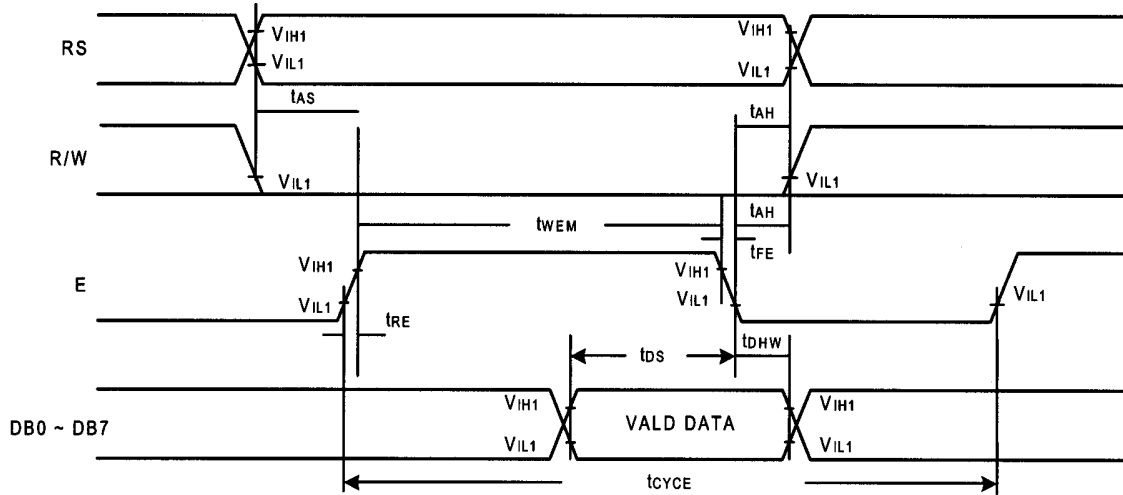 RS
VIH1
VIL1
VIH1
VIL1
tAS
tAH
R/W
VIL1
VIL1
tWEM
tAH
tFE
E
VIH1
VIL1
VIH1
VIL1
VIL1
tRE
tDS
tDHW
DB0 ~ DB7
VIH1
VIL1
VALD DATA
VIH1
VIL1
tCYCE